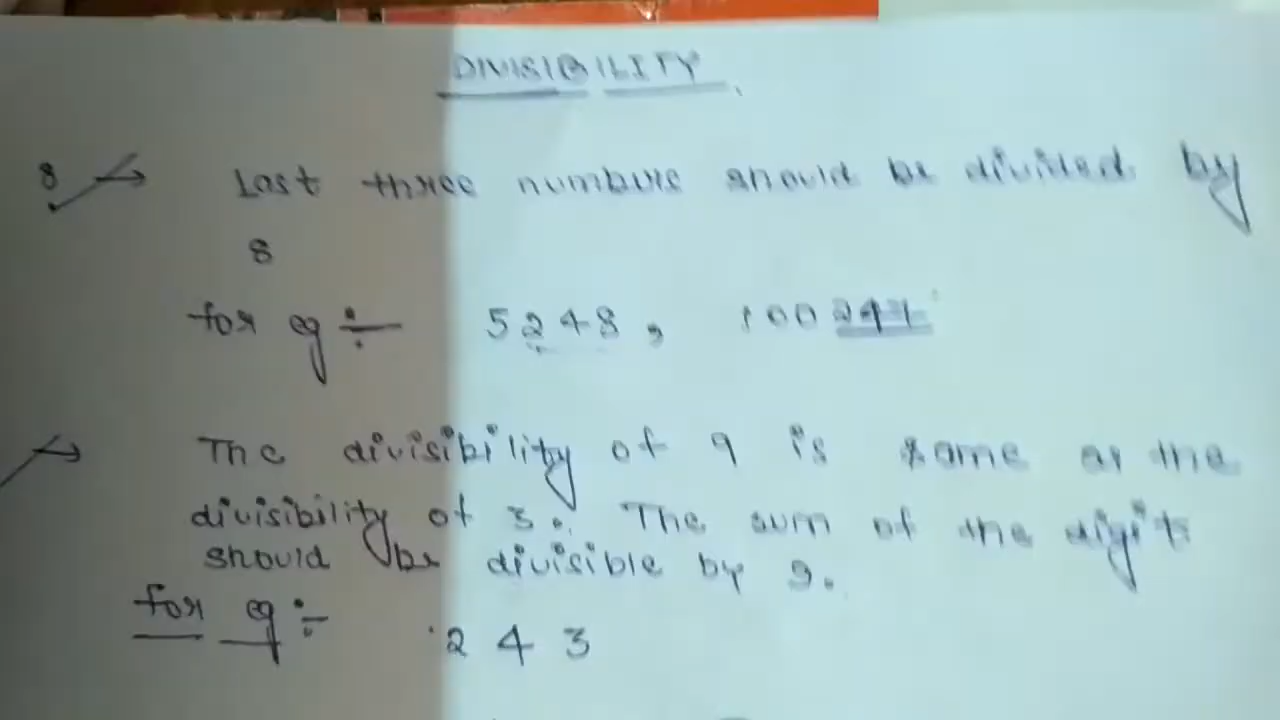 DIVISIBILITY
8 → Last three numbers should be divided by
8
for eg ÷ 5248, 100
→ The divisibility of 9 is same as the
divisibility of 3. The sum of the digits
should be divisible by 9.
for eg ÷ 243